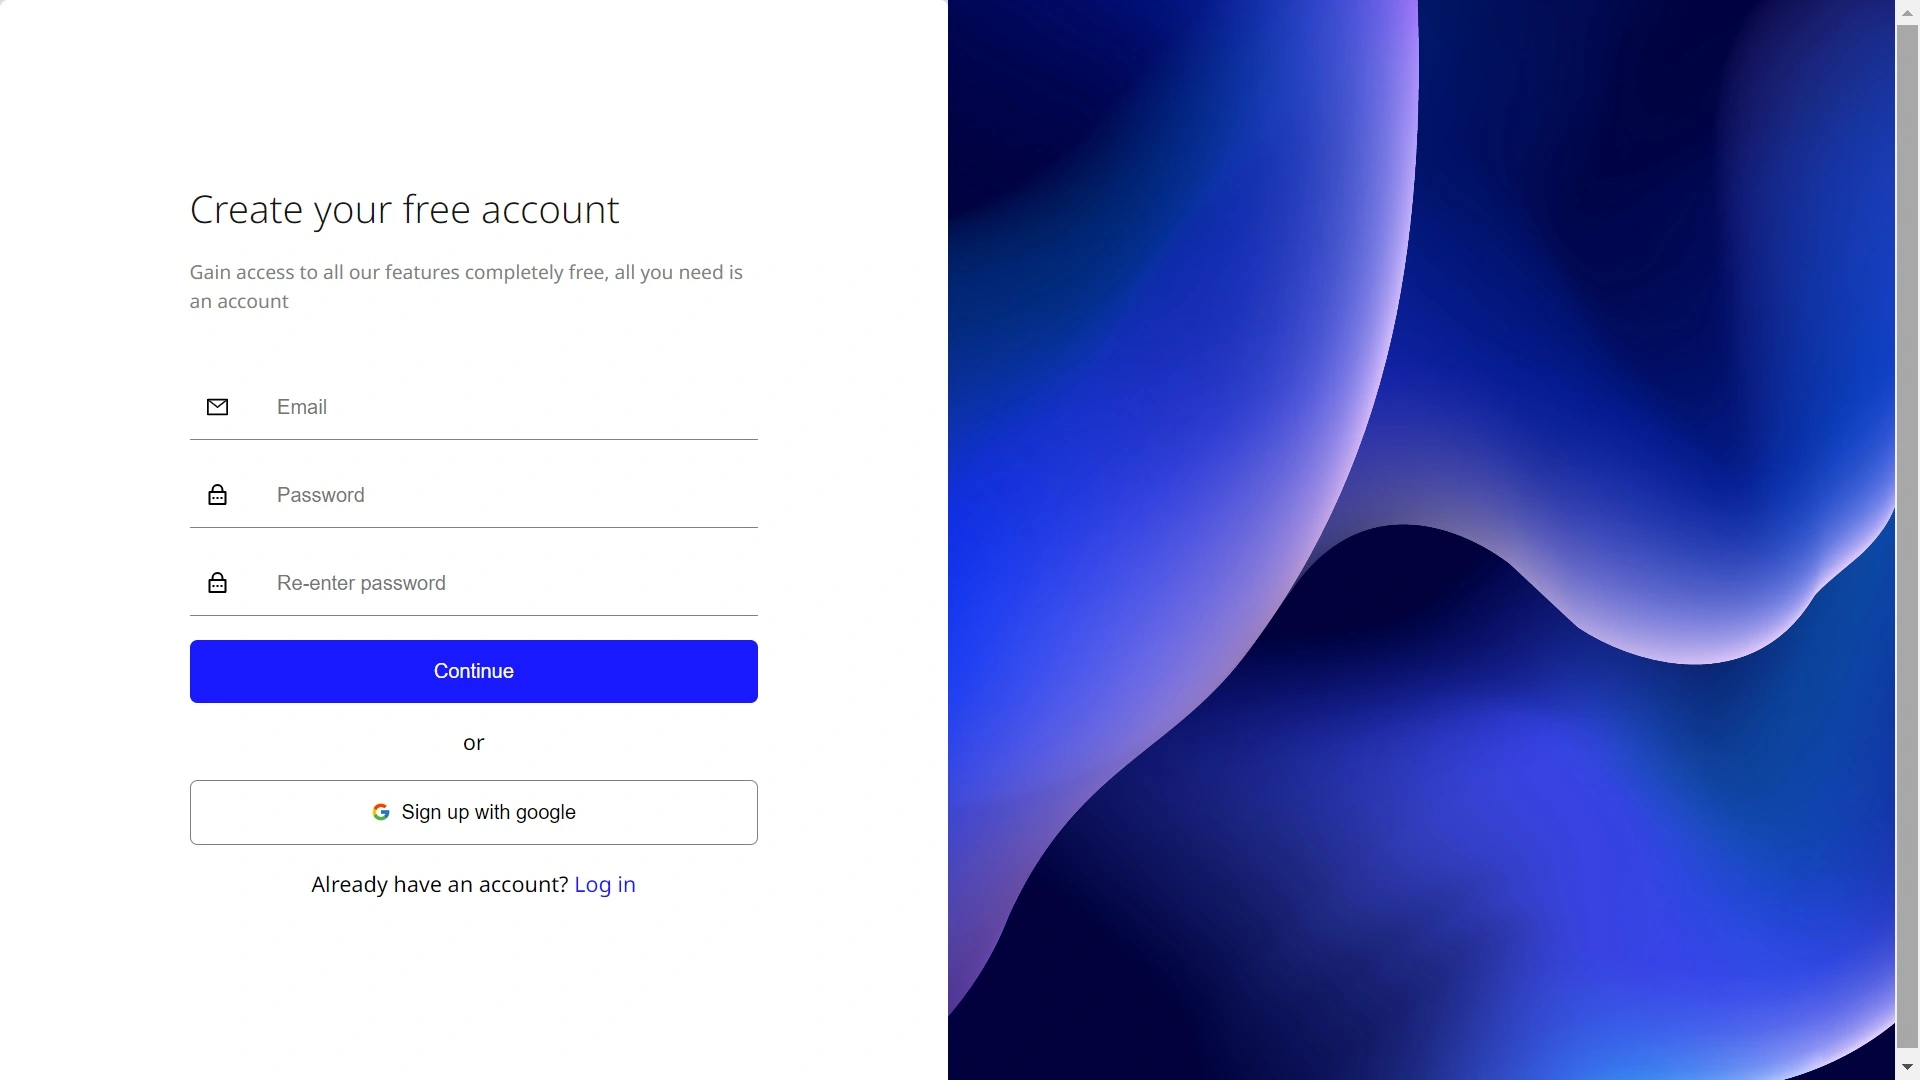 Create your free account
Gain access to all our features completely free, all you need is
an account
Email
Password
Re-enter password
Continue
or
Sign up with google
Already have an account? Log in